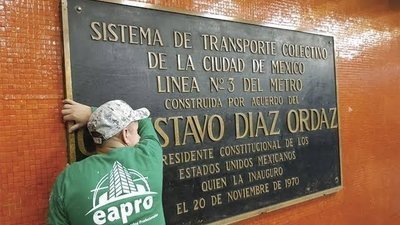 SISTEMA DE TRANSPORTE COLECTIVO
DE LA CIUDAD DE MEXICO
LINEA Nº 3 DEL METRO
CONSTRUIDA POR ACUERDO DEL
STAVO DIAZ ORDAZ
RESIDENTE CONSTITUCIONAL DE LOS
ESTADOS UNIDOS MEXICANOS
QUIEN LA INAUGURO
EL 20 DE NOVIEMBRE DE 1970
eapro